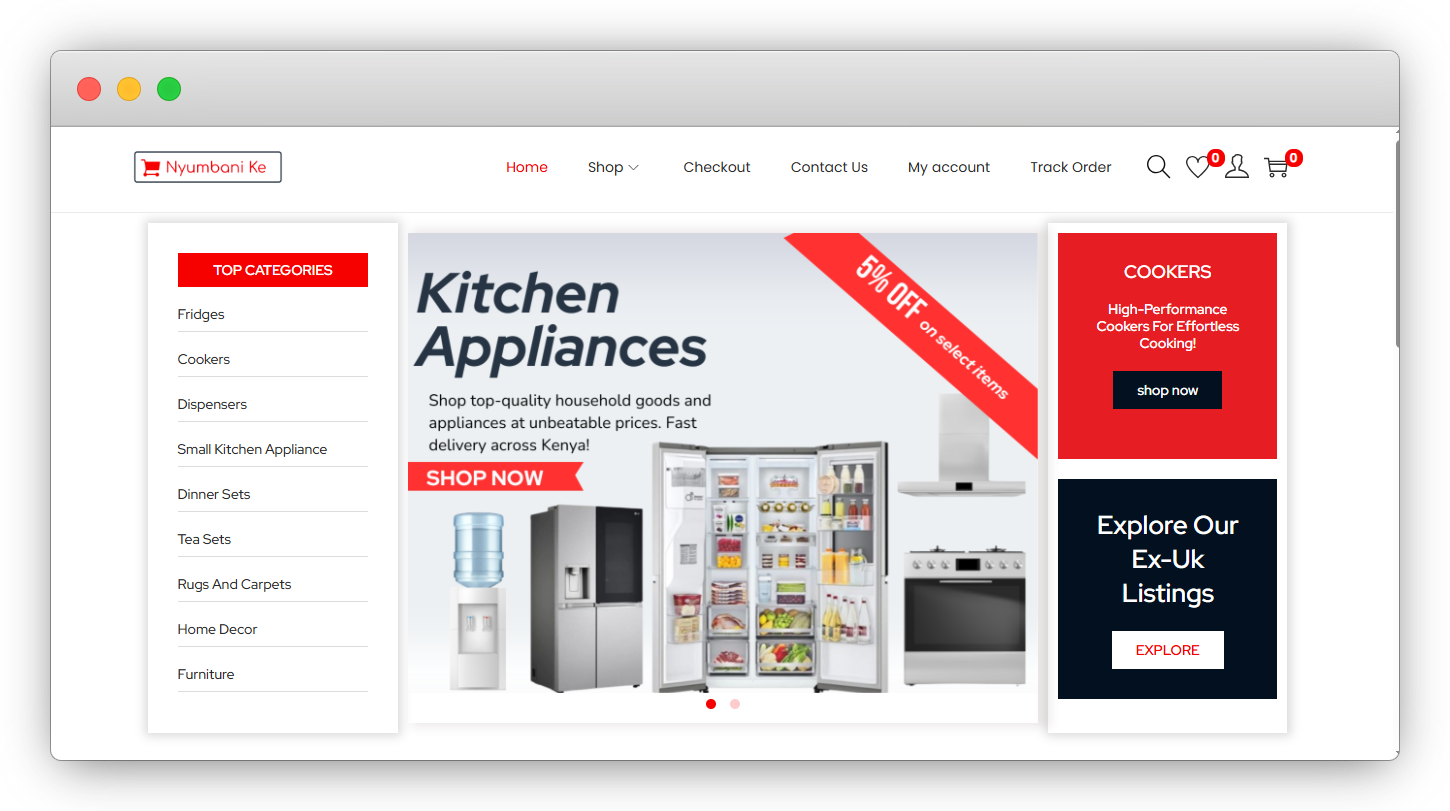 Nyumbani Ke
Home
Shop
Checkout
Contact Us
My account
Track Order
0
0
TOP CATEGORIES
Fridges
Cookers
Dispensers
Small Kitchen Appliance
Dinner Sets
Tea Sets
Rugs And Carpets
Home Decor
Furniture
Kitchen
Appliances
Shop top-quality household goods and
appliances at unbeatable prices. Fast
delivery across Kenya!
SHOP NOW
5% OFF on select items
COOKERS
High-Performance
Cookers For Effortless
Cooking!
shop now
Explore Our
Ex-Uk
Listings
EXPLORE